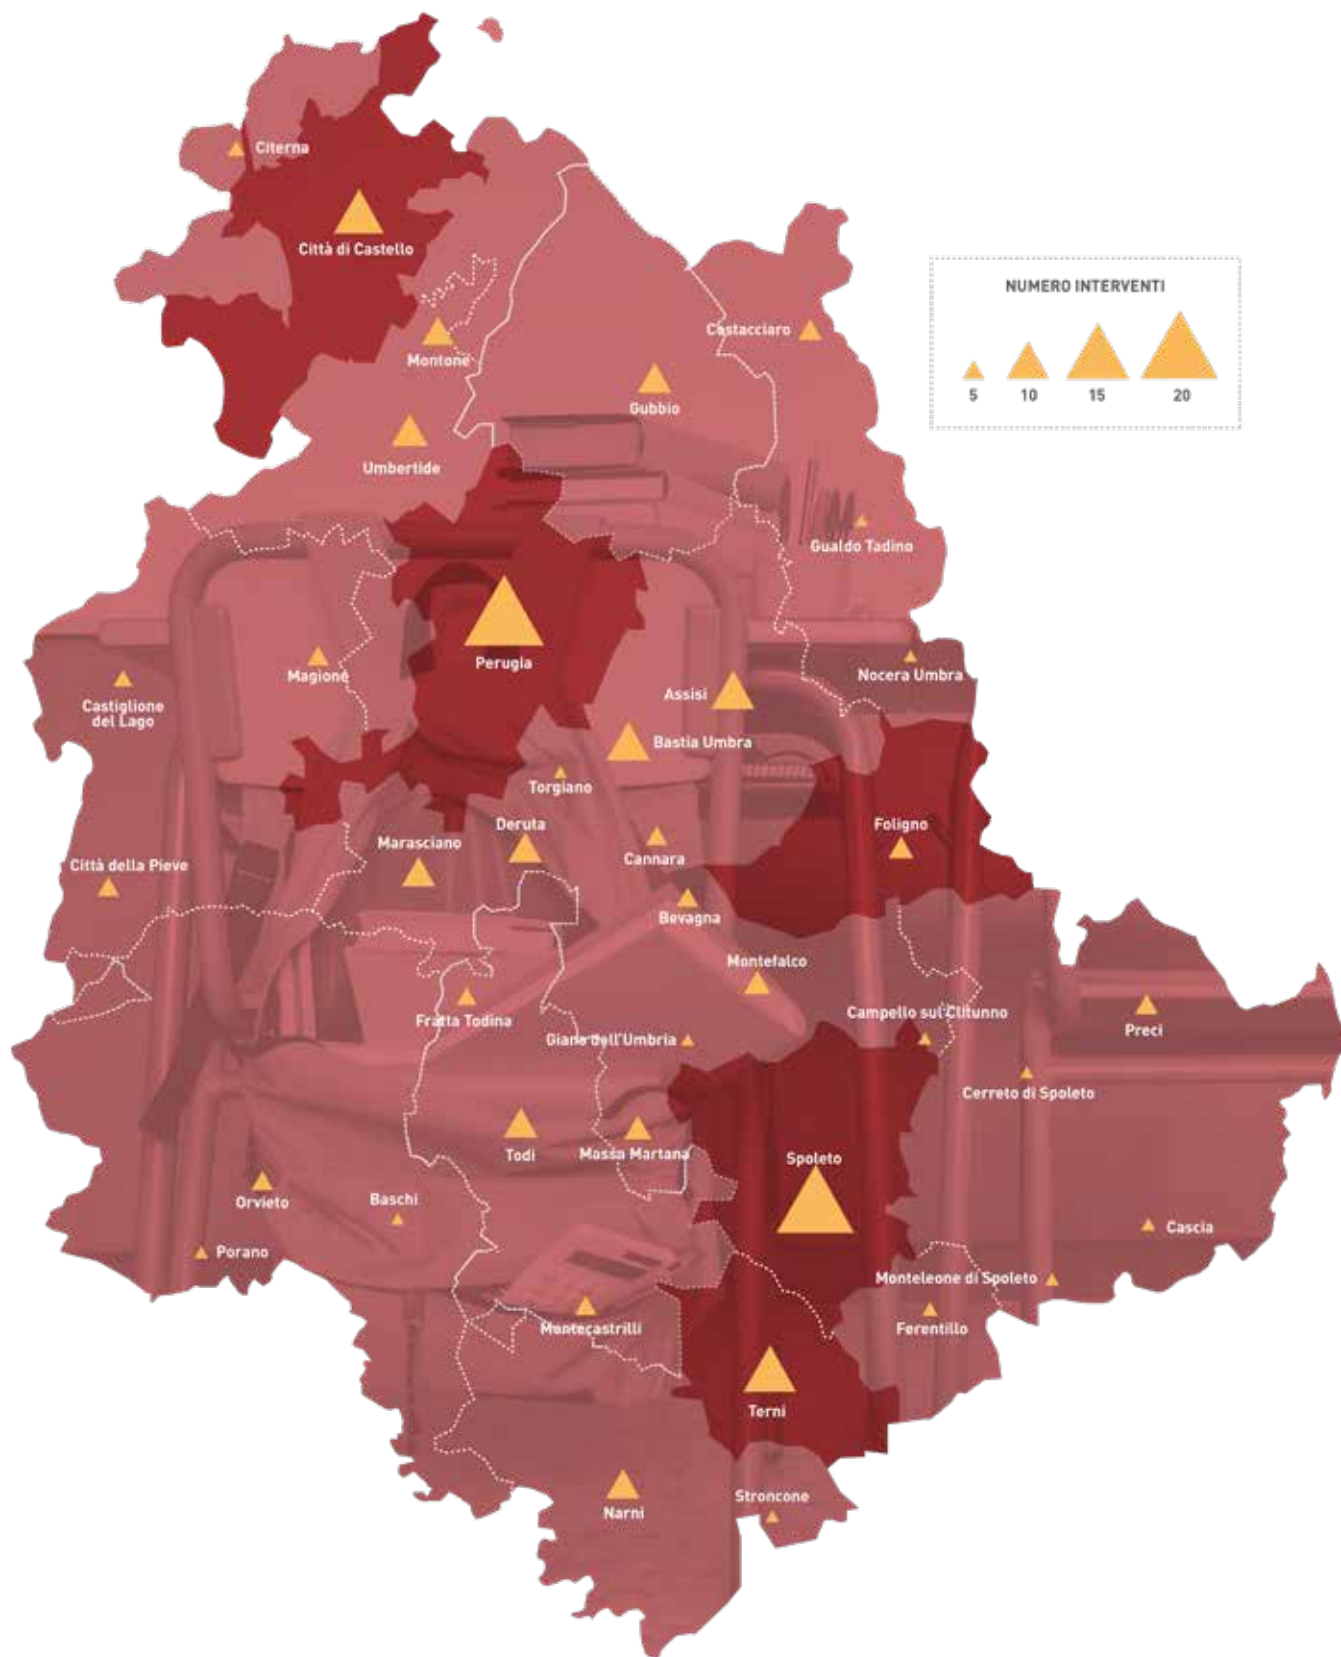 Citerna
Città di Castello
NUMERO INTERVENTI
5 10 15 20
Costacciaro
Montone
Gubbio
Umbertide
Gualdo Tadino
Perugia
Magione
Nocera Umbra
Assisi
Castiglione
del Lago
Bastia Umbra
Torgiano
Deruta
Foligno
Marasciano
Cannara
Città della Pieve
Bevagna
Montefalco
Campello sul Clitunno
Fratta Todina
Preci
Giano dell'Umbria
Cerreto di Spoleto
Todi
Massa Martana
Spoleto
Orvieto
Baschi
Cascia
Porano
Monteleone di Spoleto
Montecastrilli
Ferentillo
Terni
Stroncone
Narni